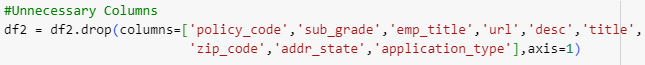 #Unnecessary Columns
df2 = df2.drop(columns=['policy_code','sub_grade','emp_title','url','desc','title',
'zip_code','addr_state','application_type'],axis=1)